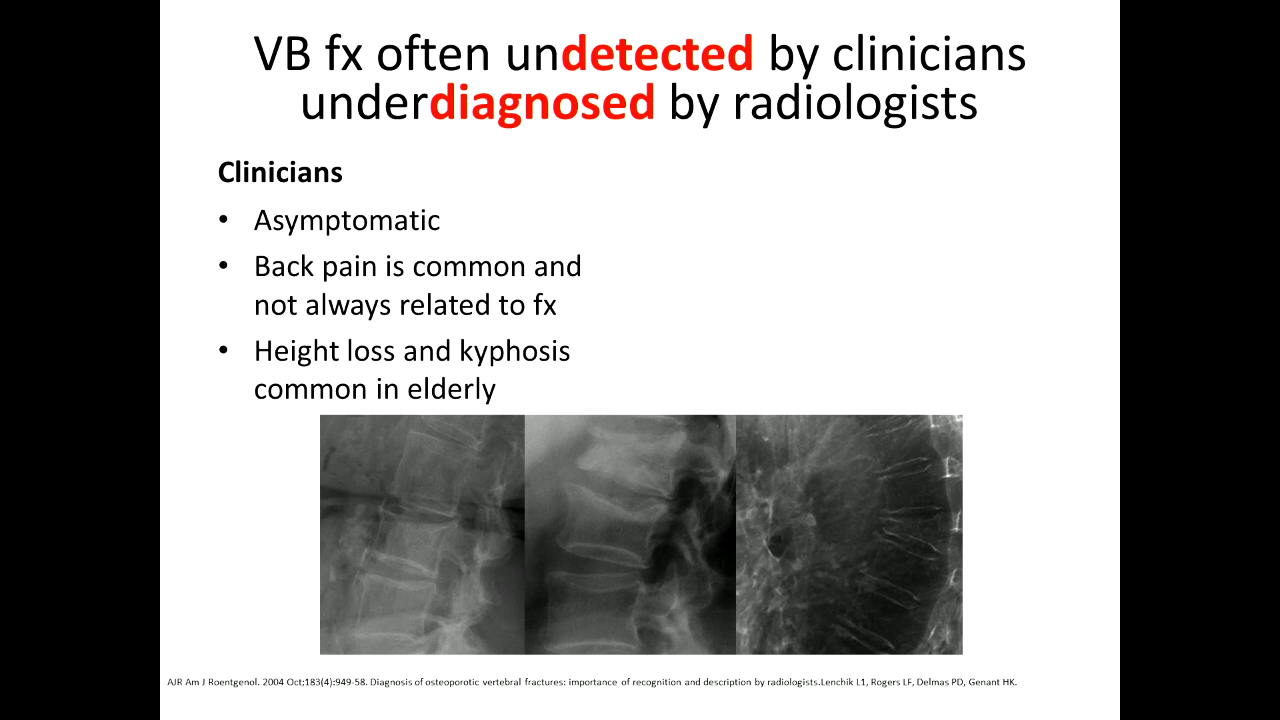 VB fx often undetected by clinicians
underdiagnosed by radiologists
Clinicians
• Asymptomatic
• Back pain is common and
not always related to fx
• Height loss and kyphosis
common in elderly
AJR Am J Roentgenol. 2004 Oct;183(4):949-58. Diagnosis of osteoporotic vertebral fractures: importance of recognition and description by radiologists.Lenchik L1, Rogers LF, Delmas PD, Genant HK.